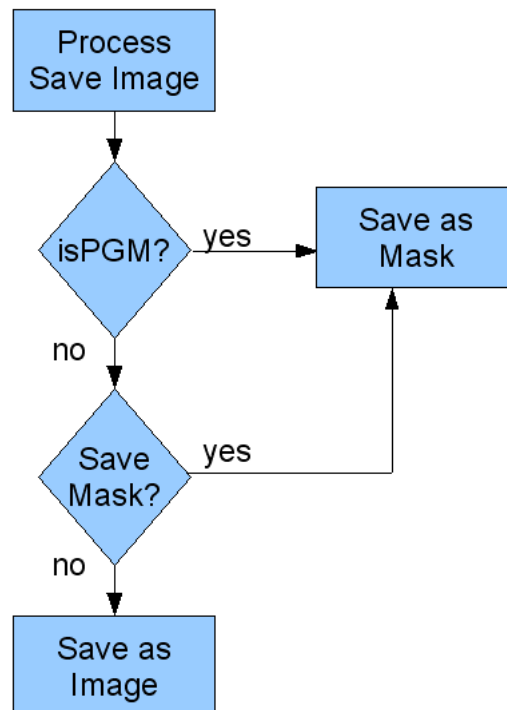 Process
Save Image
isPGM?
yes
Save as
Mask
no
Save
Mask?
yes
no
Save as
Image